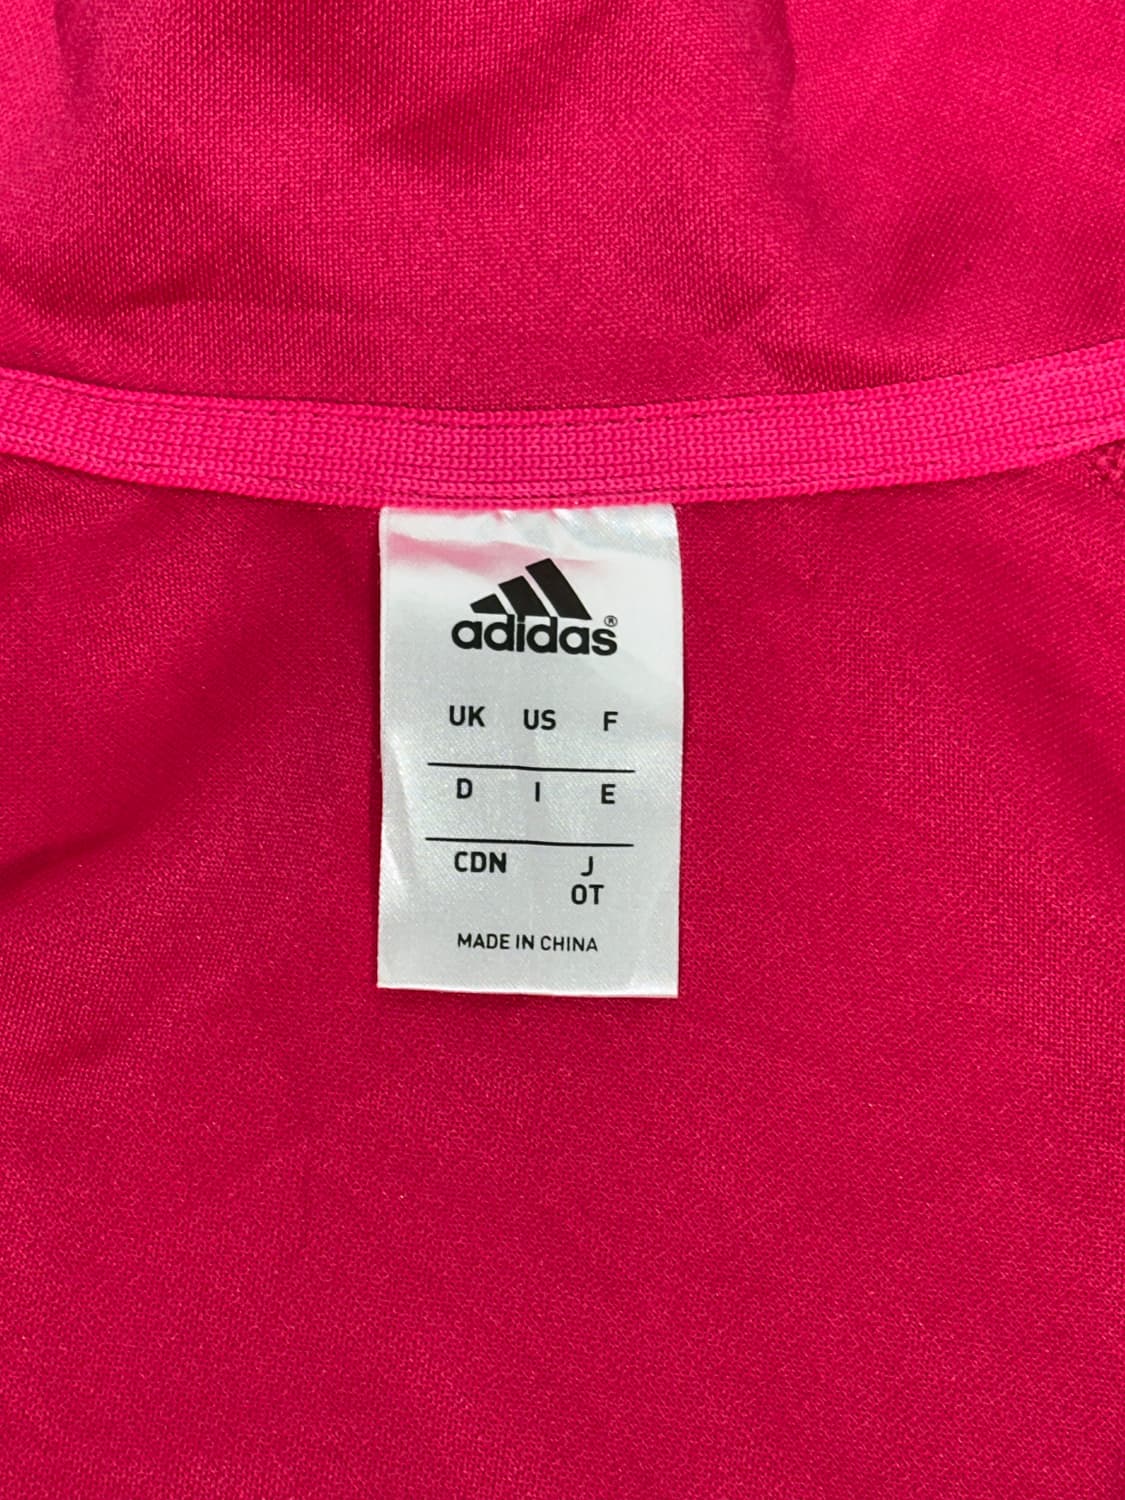 adidas®
UK US F
D I E
CDN J
OT
MADE IN CHINA